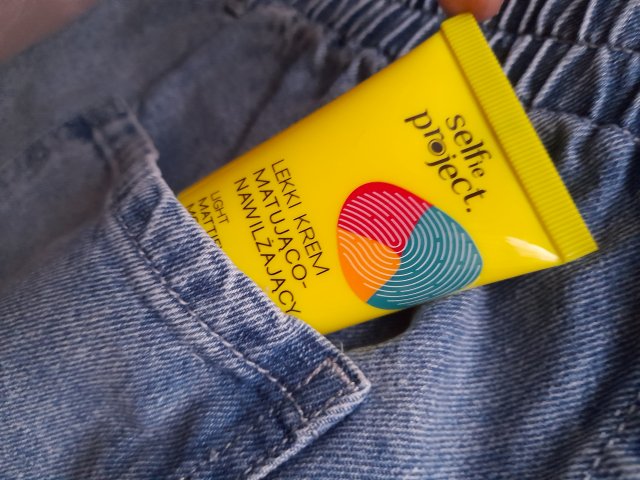 selfie
project.
LEKKI KREM
MATUJĄCO-
NAWILŻAJĄCY
LIGHT